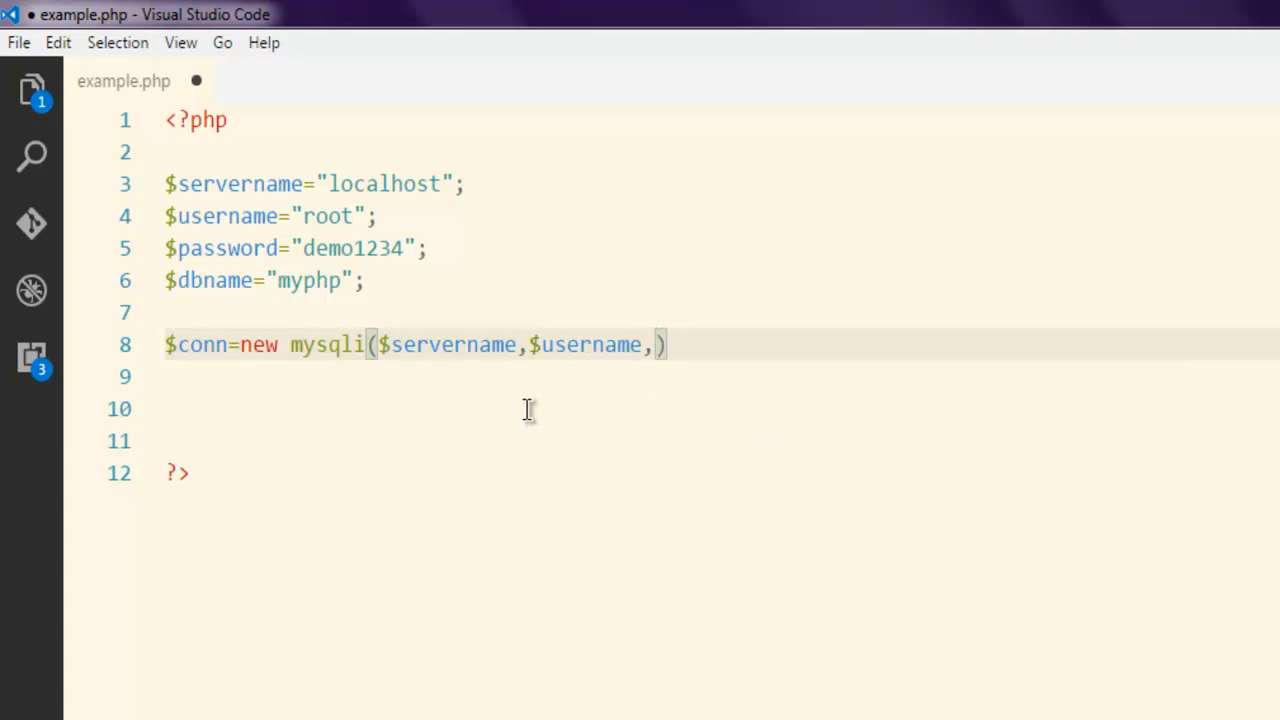 ● example.php - Visual Studio Code
File Edit Selection View Go Help
example.php ●
1 <?php
2
3 $servername="localhost";
4 $username="root";
5 $password="demo1234";
6 $dbname="myphp";
7
8 $conn=new mysqli($servername,$username,)
9
10
11
12 ?>
1
3